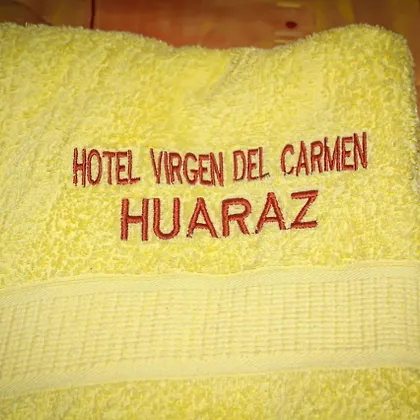 HOTEL VIRGEN DEL CARMEN
HUARAZ